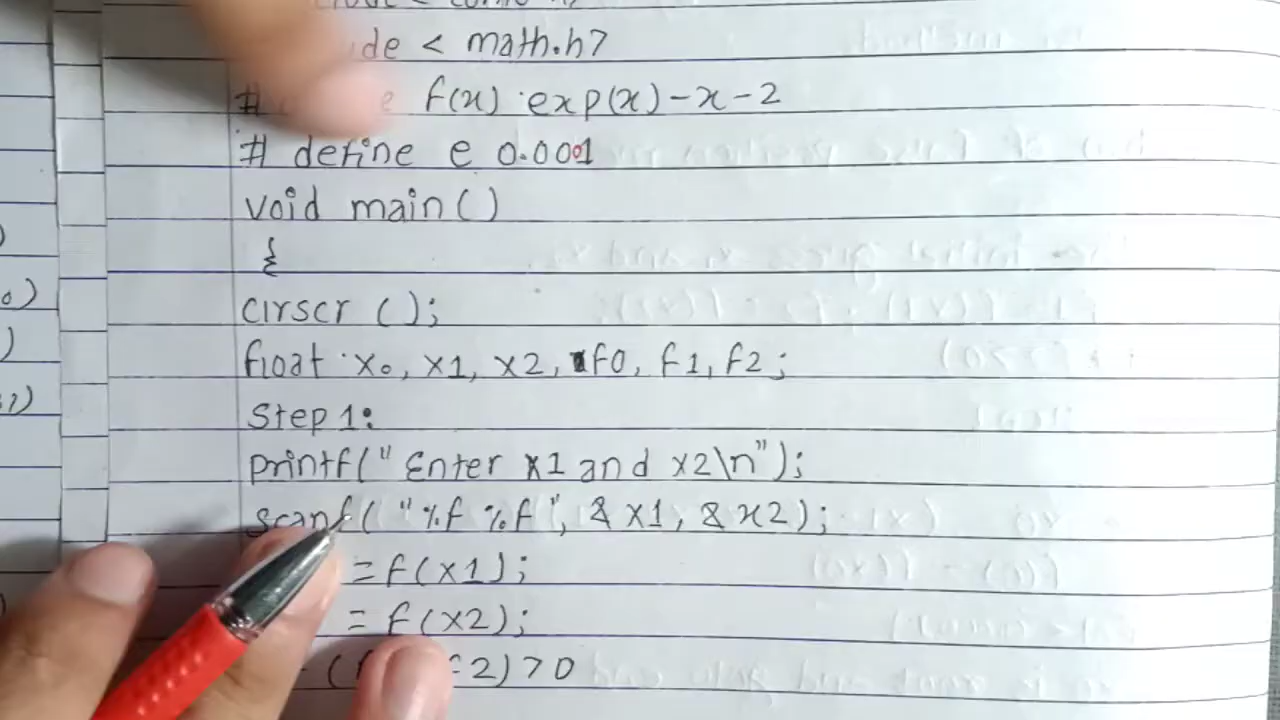 de < math.h>
# e f(x) exp(x)-x-2
# define e 0.001
void main()
{
clrscr ();
float x0, x1, x2, f0, f1, f2;
Step 1:
printf(" Enter x1 and x2\n");
scanf( "%f %f", &x1, &x2);
=f(x1);
= f(x2);
2) > 0